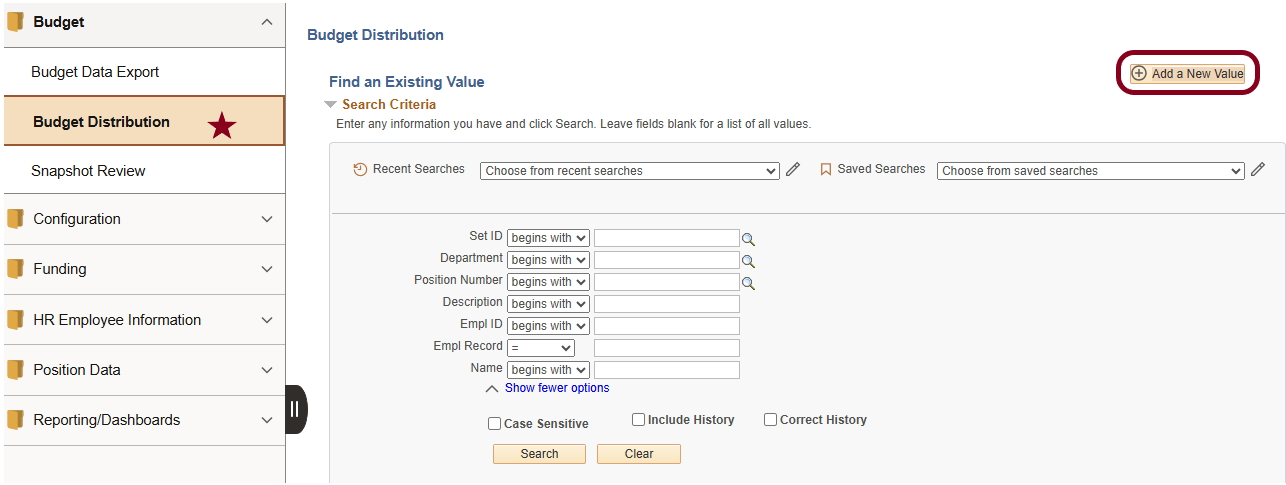 Budget
Budget Data Export
Budget Distribution
Snapshot Review
Configuration
Funding
HR Employee Information
Position Data
Reporting/Dashboards
Budget Distribution
Add a New Value
Find an Existing Value
Search Criteria
Enter any information you have and click Search. Leave fields blank for a list of all values.
Recent Searches Choose from recent searches Saved Searches Choose from saved searches
Set ID begins with
Department begins with
Position Number begins with
Description begins with
Empl ID begins with
Empl Record =
Name begins with
Show fewer options
Case Sensitive Include History Correct History
Search Clear